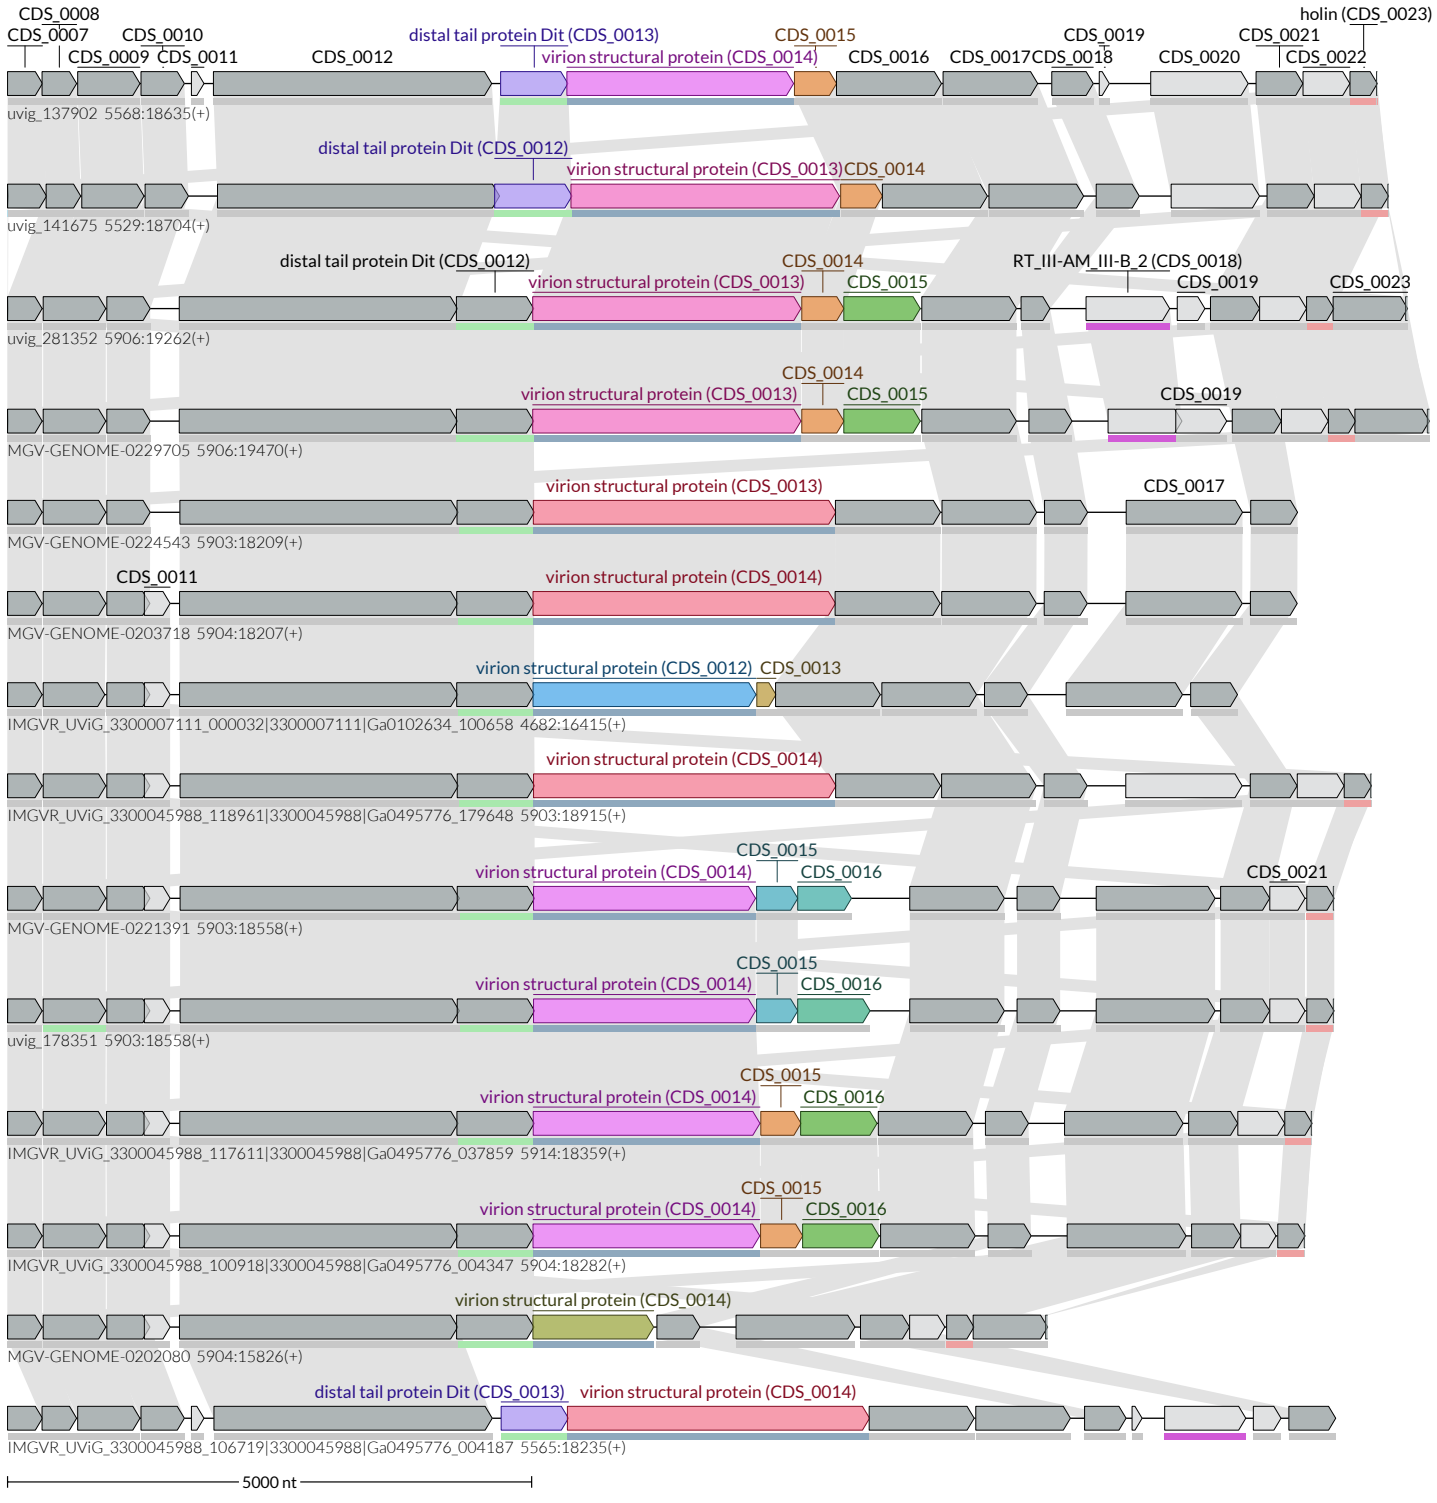 CDS_0008 holin (CDS_0023)
CDS_0007 CDS_0010 distal tail protein Dit (CDS_0013) CDS_0015 CDS_0019 CDS_0021
CDS_0009 CDS_0011 CDS_0012 virion structural protein (CDS_0014) CDS_0016 CDS_0017 CDS_0018 CDS_0020 CDS_0022
uvig_137902 5568:18635(+)
distal tail protein Dit (CDS_0012)
virion structural protein (CDS_0013) CDS_0014
uvig_141675 5529:18704(+)
distal tail protein Dit (CDS_0012) CDS_0014 RT_III-AM_III-B_2 (CDS_0018)
virion structural protein (CDS_0013) CDS_0015 CDS_0019 CDS_0023
uvig_281352 5906:19262(+)
CDS_0014
virion structural protein (CDS_0013) CDS_0015 CDS_0019
MGV-GENOME-0229705 5906:19470(+)
virion structural protein (CDS_0013) CDS_0017
MGV-GENOME-0224543 5903:18209(+)
CDS_0011 virion structural protein (CDS_0014)
MGV-GENOME-0203718 5904:18207(+)
virion structural protein (CDS_0012) CDS_0013
IMGVR_UViG_3300007111_000032|3300007111|Ga0102634_100658 4682:16415(+)
virion structural protein (CDS_0014)
IMGVR_UViG_3300045988_118961|3300045988|Ga0495776_179648 5903:18915(+)
CDS_0015
virion structural protein (CDS_0014) CDS_0016 CDS_0021
MGV-GENOME-0221391 5903:18558(+)
CDS_0015
virion structural protein (CDS_0014) CDS_0016
uvig_178351 5903:18558(+)
CDS_0015
virion structural protein (CDS_0014) CDS_0016
IMGVR_UViG_3300045988_117611|3300045988|Ga0495776_037859 5914:18359(+)
CDS_0015
virion structural protein (CDS_0014) CDS_0016
IMGVR_UViG_3300045988_100918|3300045988|Ga0495776_004347 5904:18282(+)
virion structural protein (CDS_0014)
MGV-GENOME-0202080 5904:15826(+)
distal tail protein Dit (CDS_0013) virion structural protein (CDS_0014)
IMGVR_UViG_3300045988_106719|3300045988|Ga0495776_004187 5565:18235(+)
5000 nt